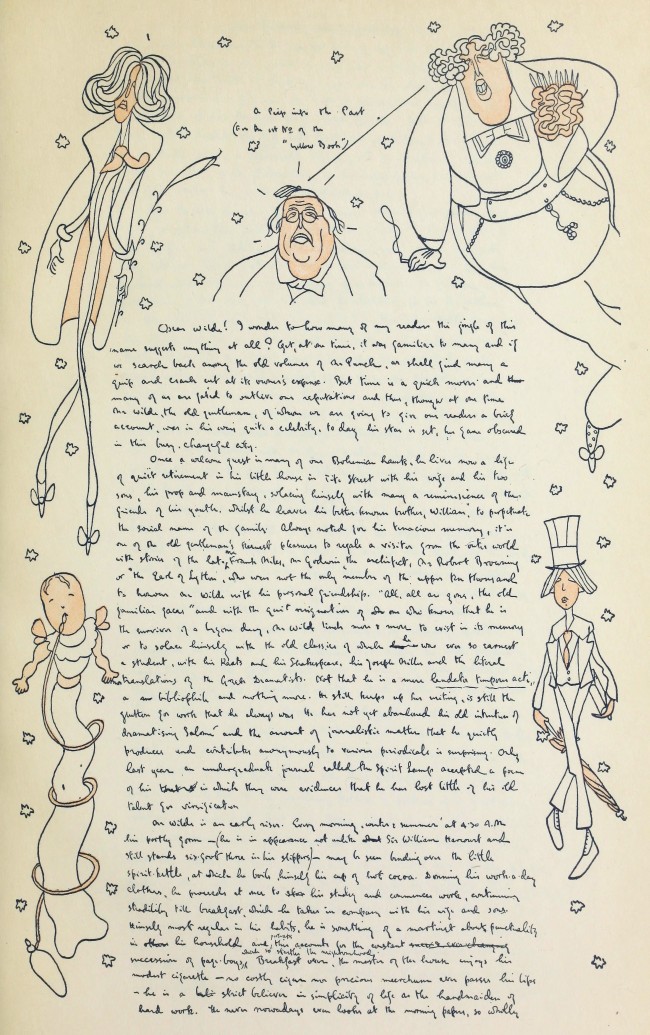 A Peep into the Past
(For the 1st No of the
"Yellow Book")
Oscar Wilde! I wonder to how many of my readers the jingle of this
name suggests anything at all? Yet, at one time, it was familiar to many and if
we search back among the old volumes of Mr Punch, we shall find many a
quip and crank cut at its owner's expense. But time is a quick mover and
many of us are fated to outlive our reputations and thus, though at one time
Mr Wilde, the old gentleman, of whom we are going to give our readers a brief
account, was in his way quite a celebrity, to day his star is set, his name obscured
in this busy, changeful city.
Once a welcome guest in many of our Bohemian haunts, he lives now a life
of quiet retirement in his little house in Tite Street with his wife and his two
sons, his prop and mainstay, solacing himself with many a reminiscence of the
friends of his youth. Whilst he leaves his better known brother, William, to perpetuate
the social name of the family. Always noted for his tenacious memory, it is
one of the old gentleman's keenest pleasures to regale a visitor from the outer world
with stories of the late Mr Frank Miles, Mr Godwin the architect, Mr Robert Browning
or the Earl of Lytton, who were not the only members of the upper ten thousand
to honour Mr Wilde with his personal friendship. "All, all are gone, the old
familiar faces" and with the quiet resignation of one who knows that he is
the survivor of a bygone day, Mr Wilde tends more & more to exist in its memory
or to solace himself with the old classics of which he was ever so earnest
a student, with his Keats and his Shakespeare, his Joseph Miller and the literal
translations of the Greek Dramatists. Not that he is a mere laudator temporis acti,
a bibliophile and nothing more. He still keeps up his writing, is still the
glutton for work that he always was. He has not yet abandoned his old intention of
dramatising Salomé and the amount of journalistic matter that he quietly
produces and contributes anonymously to various periodicals is surprising. Only
last year an undergraduate journal called the Spirit Lamp accepted a poem
of his in which there were evidences that he has lost little of his old
talent for versification.
Mr Wilde is an early riser. Every morning, winter & summer at 4.30 A.M.
his portly form – (he is in appearance not unlike Sir William Harcourt and
still stands six-foot three in his slippers) – may be seen bending over the little
spirit-kettle, at which he boils himself his cup of hot cocoa. Donning his work-a-day
clothes, he proceeds at once to his study and commences work, continuing
steadily till breakfast, which he takes in company with his wife and sons.
Himself most regular in his habits, he is something of a martinet about punctuality
in his household and perhaps this accounts for the constant
succession of page-boys, which so startles the neighbourhood. Breakfast over, the master of the house enjoys his
modest cigarette – no costly cigar nor precious meerschaum ever passes his lips
– he is a strict believer in simplicity of life as the handmaiden of
hard work. He never nowadays even looks at the morning papers, so wholly